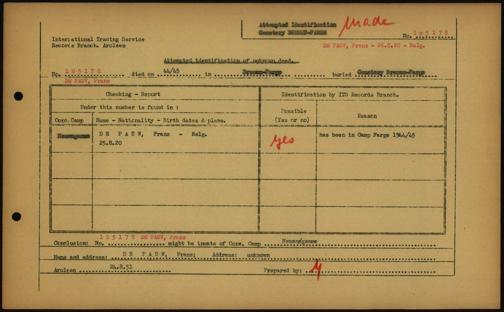 Attempted Identification made
Cemetery BREMEN-FARGE
No. 105178
International Tracing Service
Records Branch. Arolsen
DE PAUW, Frans - 25.8.20 - Belg.
Attempted identification of unknown dead.
No. 105178 died on 44/45 in Bremen-Farge buried Cemetery Bremen-Farge
DE PAUW, Frans
Checking - Report
Identification by ITS Records Branch.
Under this number is found in :
Possible (Yes or no)
Reason
Conc. Camp
Name - Nationality - Birth dates & place.
Neuengamme
DE PAUW, Frans - Belg.
25.8.20
yes
has been in Camp Farge 1944/45
Conclusion: No. 105178 DE PAUW, Frans might be inmate of Conc. Camp Neuengamme
Name and address: DE PAUW, Frans; Address: unknown
Arolsen 24.8.51 Prepared by: